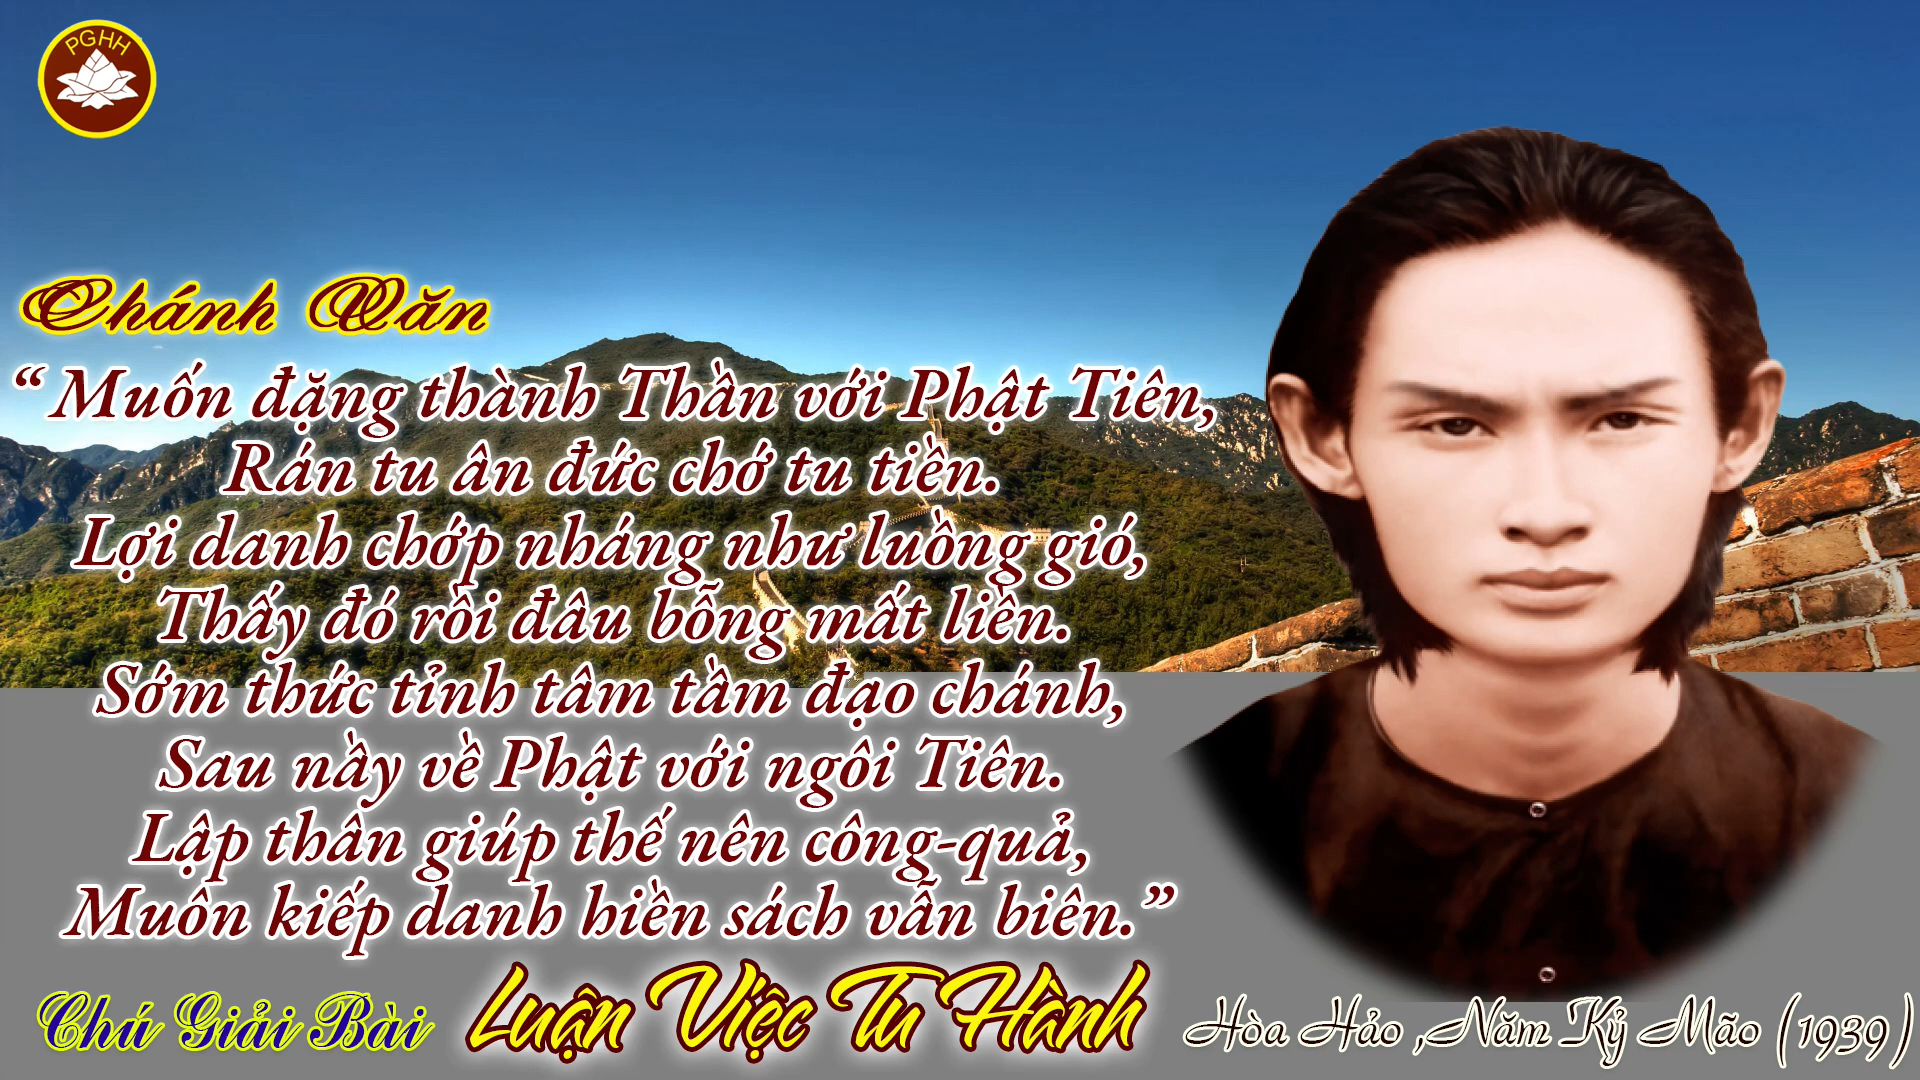 PGHH
Chánh Văn
“ Muốn đặng thành Thần với Phật Tiên,
Rán tu ân đức chớ tu tiền.
Lợi danh chớp nháng như luồng gió,
Thấy đó rồi đâu bỗng mất liền.
Sớm thức tỉnh tâm tầm đạo chánh,
Sau nầy về Phật với ngôi Tiên.
Lập thân giúp thế nên công-quả,
Muôn kiếp danh hiền sách vẫn biên.”
Chú Giải Bài Luận Việc Tu Hành
Hòa Hảo ,Năm Kỷ Mão (1939)